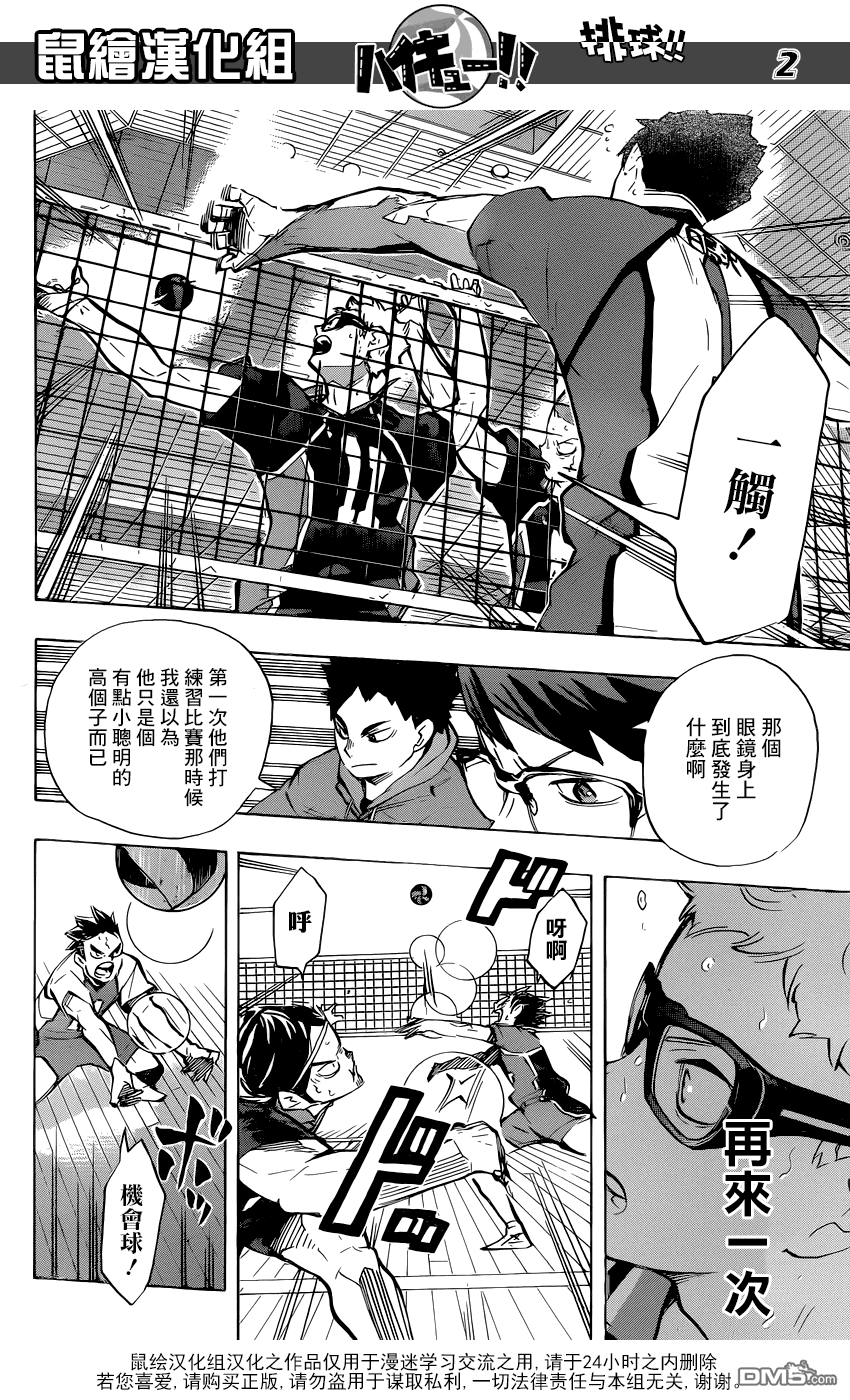 鼠繪漢化組
ハイキュー!!
排球!!
2
一觸！
那個
眼鏡身上
到底發生了
什麼啊
第一次他們打
練習比賽那時候
我還以為
他只是個
有點小聰明的
高個子而已
再來一次
呀啊
ドド
呼
ドドド
ボッ
機會球！
鼠绘汉化组汉化之作品仅用于漫迷学习交流之用, 请于24小时之内删除
若您喜爱, 请购买正版, 请勿盗用于谋取私利, 一切法律责任与本组无关, 谢谢。
DM5.com